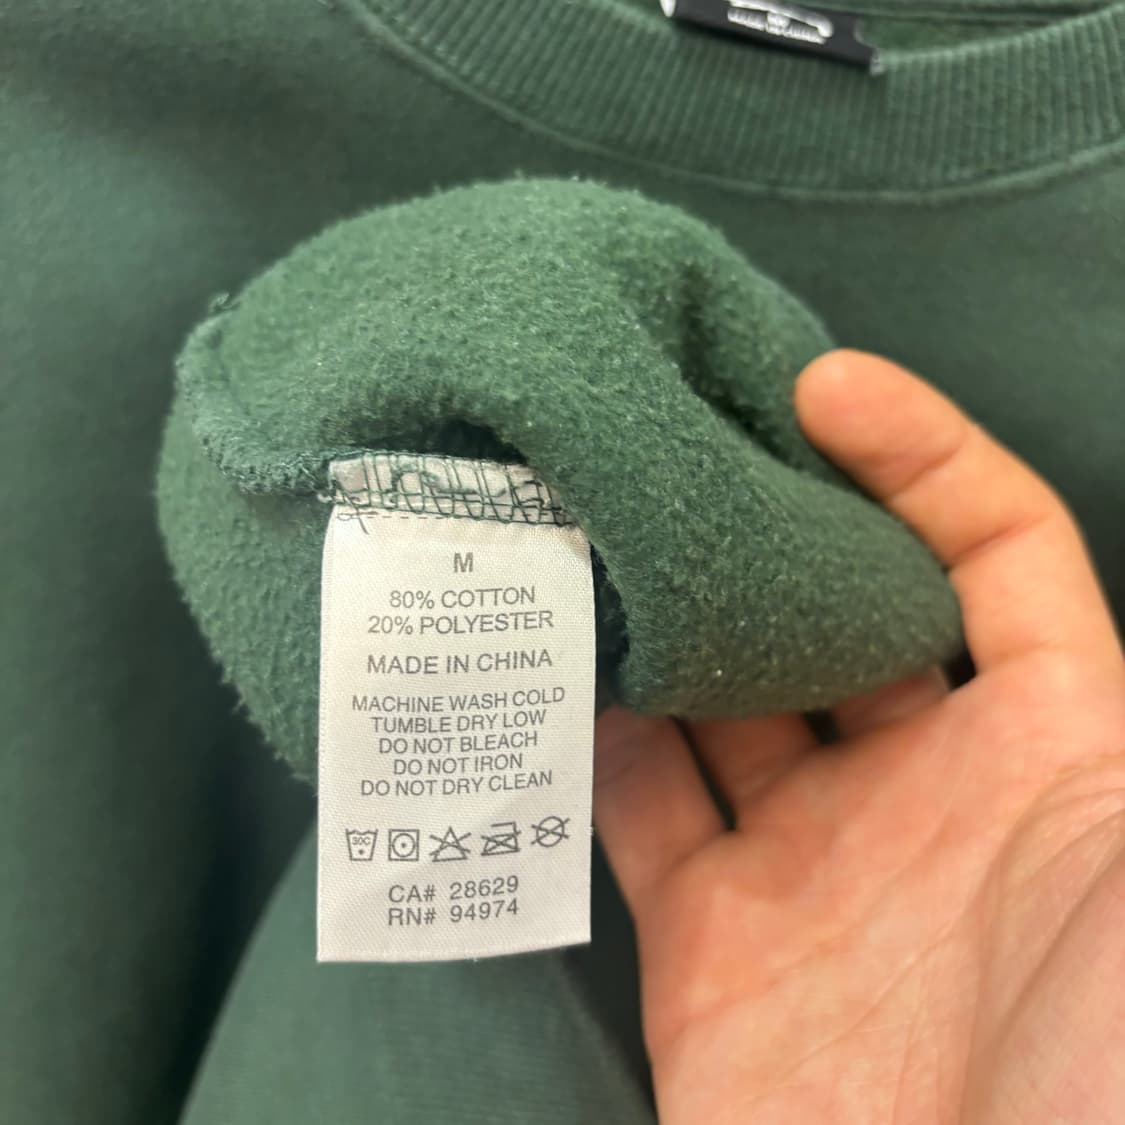 M
80% COTTON
20% POLYESTER
MADE IN CHINA
MACHINE WASH COLD
TUMBLE DRY LOW
DO NOT BLEACH
DO NOT IRON
DO NOT DRY CLEAN
30C
CA# 28629
RN# 94974